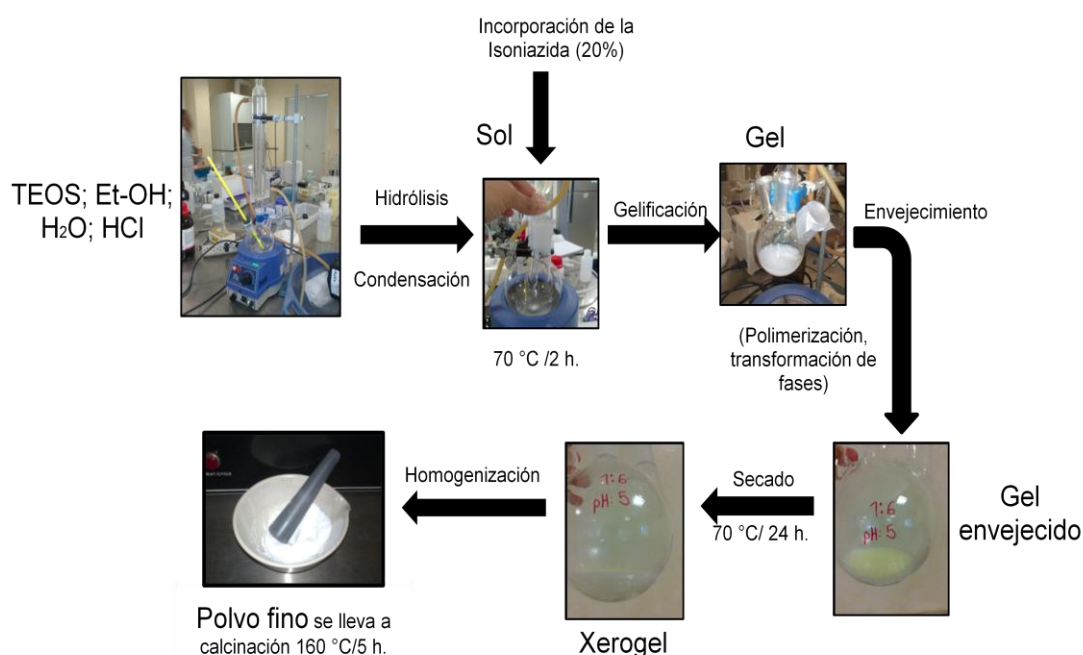 Incorporación de la
Isoniazida (20%)
TEOS; Et-OH;
H2O; HCl
Hidrólisis
Condensación
Sol
70 °C /2 h.
Gelificación
Gel
Envejecimiento
(Polimerización,
transformación de
fases)
1:6
pH: 5
Gel
envejecido
Secado
70 °C/ 24 h.
1:6
pH: 5
Xerogel
Homogenización
Polvo fino se lleva a
calcinación 160 °C/5 h.